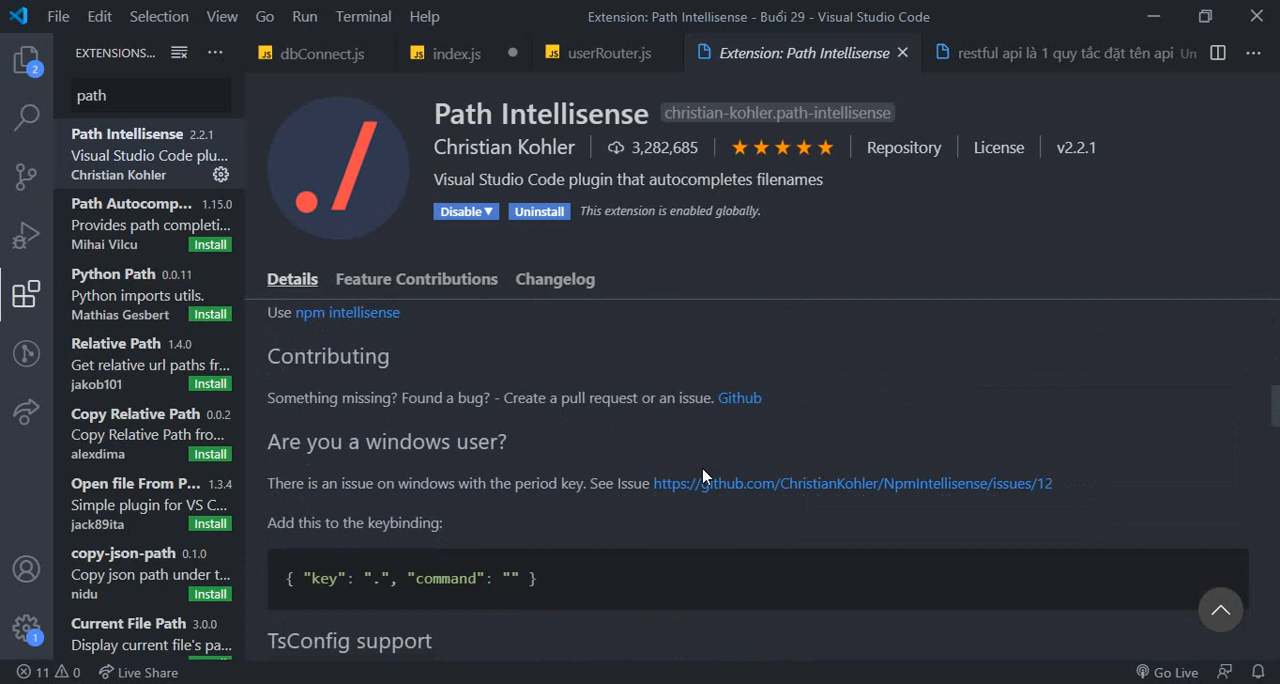 File Edit Selection View Go Run Terminal Help
Extension: Path Intellisense - Buổi 29 - Visual Studio Code
EXTENSIONS...
JS dbConnect.js
JS index.js
JS userRouter.js
Extension: Path Intellisense
restful api là 1 quy tắc đặt tên api Un
2
path
Path Intellisense 2.2.1
Visual Studio Code plu...
Christian Kohler
Path Autocomp... 1.15.0
Provides path completi...
Mihai Vilcu Install
Python Path 0.0.11
Python imports utils.
Mathias Gesbert Install
Relative Path 1.4.0
Get relative url paths fr...
jakob101 Install
Copy Relative Path 0.0.2
Copy Relative Path fro...
alexdima Install
Open file From P... 1.3.4
Simple plugin for VS C...
jack89ita Install
copy-json-path 0.1.0
Copy json path under t...
nidu Install
Current File Path 3.0.0
Display current file's pa...
1
./
Path Intellisense christian-kohler.path-intellisense
Christian Kohler 3,282,685 Repository License v2.2.1
Visual Studio Code plugin that autocompletes filenames
Disable Uninstall This extension is enabled globally.
Details Feature Contributions Changelog
Use npm intellisense
Contributing
Something missing? Found a bug? - Create a pull request or an issue. Github
Are you a windows user?
There is an issue on windows with the period key. See Issue https://github.com/ChristianKohler/NpmIntellisense/issues/12
Add this to the keybinding:
{ "key": ".", "command": "" }
TsConfig support
11 0 Live Share
Go Live